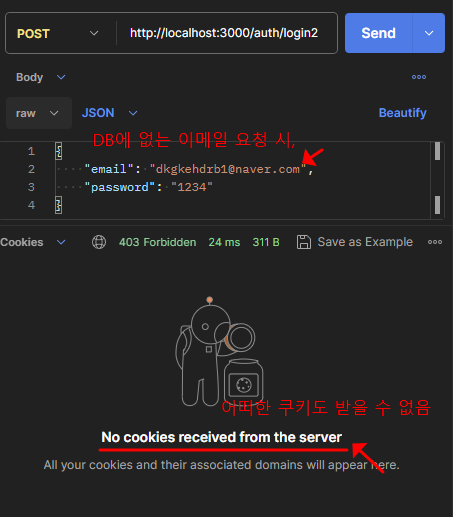 POST
http://localhost:3000/auth/login2
Send
Body
raw
JSON
Beautify
DB에 없는 이메일 요청 시,
1 {
2 ···· "email": ·"dkgkehdrb1@naver.com",
3 ···· "password": ·"1234"
4 }
Cookies
403 Forbidden 24 ms 311 B
Save as Example
어떠한 쿠키도 받을 수 없음
No cookies received from the server
All your cookies and their associated domains will appear here.